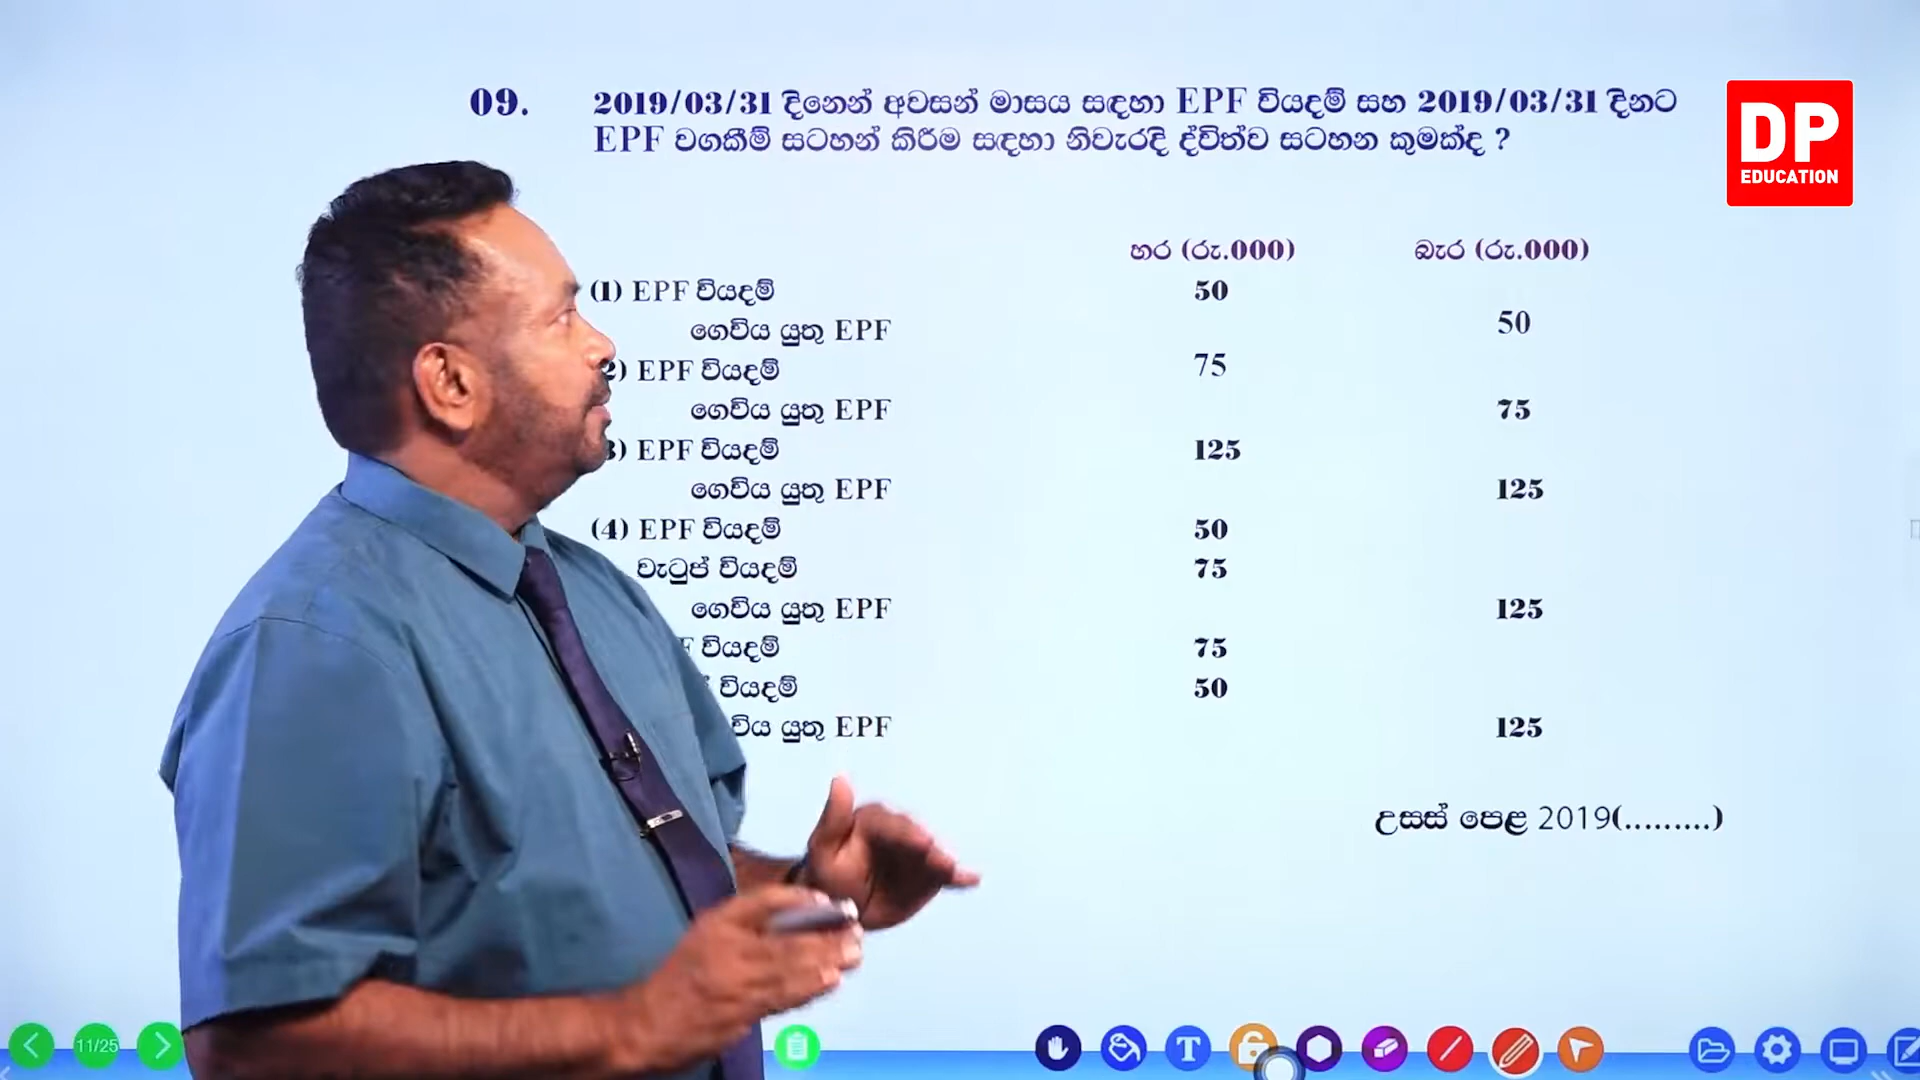 09. 2019/03/31 දිනෙන් අවසන් මාසය සඳහා EPF වියදම් සහ 2019/03/31 දිනට
EPF වගකීම් සටහන් කිරීම සඳහා නිවැරදි ද්විත්ව සටහන කුමක්ද ?
DP
EDUCATION
හර (රු.000) බැර (රු.000)
(1) EPF වියදම් 50
ගෙවිය යුතු EPF 50
2) EPF වියදම් 75
ගෙවිය යුතු EPF 75
3) EPF වියදම් 125
ගෙවිය යුතු EPF 125
(4) EPF වියදම් 50
වැටුප් වියදම් 75
ගෙවිය යුතු EPF 125
වියදම් 75
වියදම් 50
යුතු EPF 125
උසස් පෙළ 2019(.........)
11/25